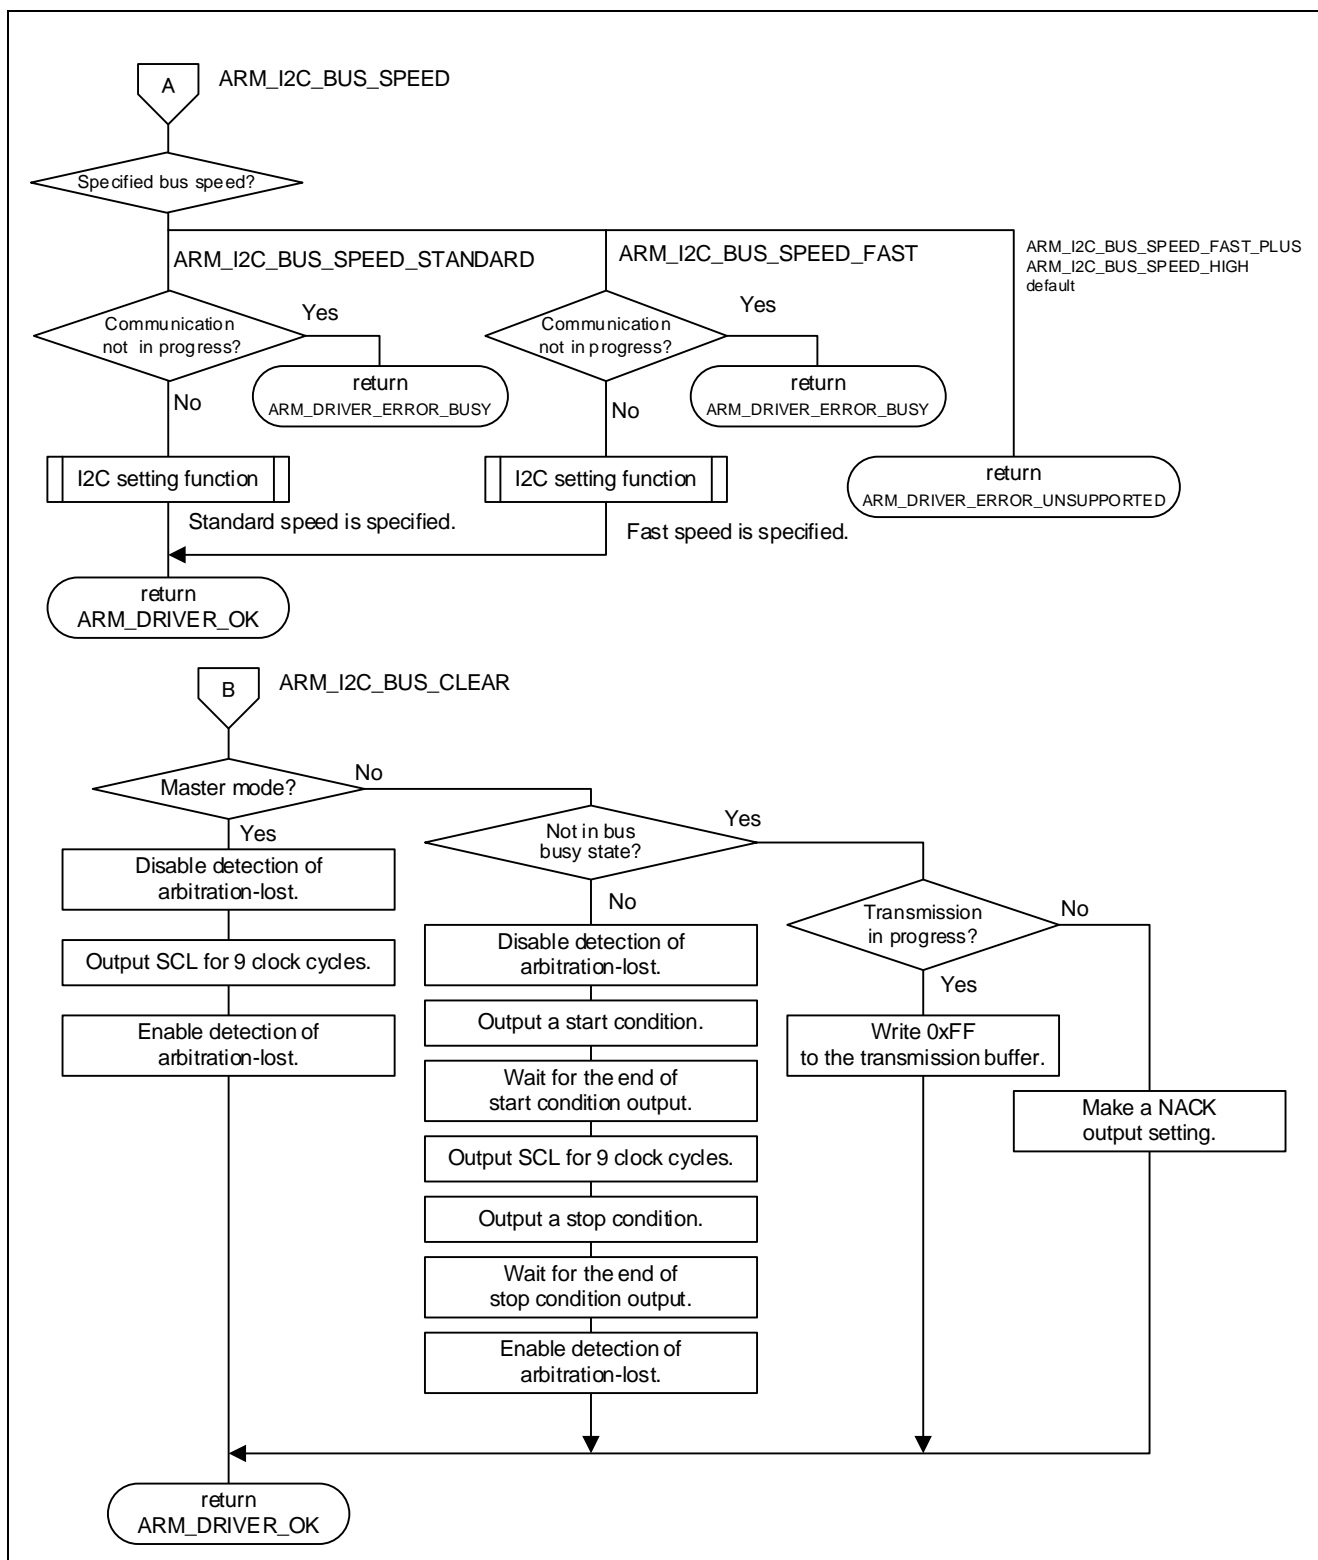 A
ARM_I2C_BUS_SPEED
Specified bus speed?
ARM_I2C_BUS_SPEED_STANDARD
ARM_I2C_BUS_SPEED_FAST
ARM_I2C_BUS_SPEED_FAST_PLUS
ARM_I2C_BUS_SPEED_HIGH
default
Communication
not in progress?
Yes
No
return
ARM_DRIVER_ERROR_BUSY
Communication
not in progress?
Yes
No
return
ARM_DRIVER_ERROR_BUSY
I2C setting function
I2C setting function
return
ARM_DRIVER_ERROR_UNSUPPORTED
Standard speed is specified.
Fast speed is specified.
return
ARM_DRIVER_OK
B
ARM_I2C_BUS_CLEAR
Master mode?
No
Yes
Disable detection of
arbitration-lost.
Output SCL for 9 clock cycles.
Enable detection of
arbitration-lost.
Not in bus
busy state?
Yes
No
Disable detection of
arbitration-lost.
Output a start condition.
Wait for the end of
start condition output.
Output SCL for 9 clock cycles.
Output a stop condition.
Wait for the end of
stop condition output.
Enable detection of
arbitration-lost.
Transmission
in progress?
No
Yes
Write 0xFF
to the transmission buffer.
Make a NACK
output setting.
return
ARM_DRIVER_OK